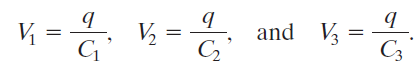 V₁ = q/C₁, V₂ = q/C₂, and V₃ = q/C₃.